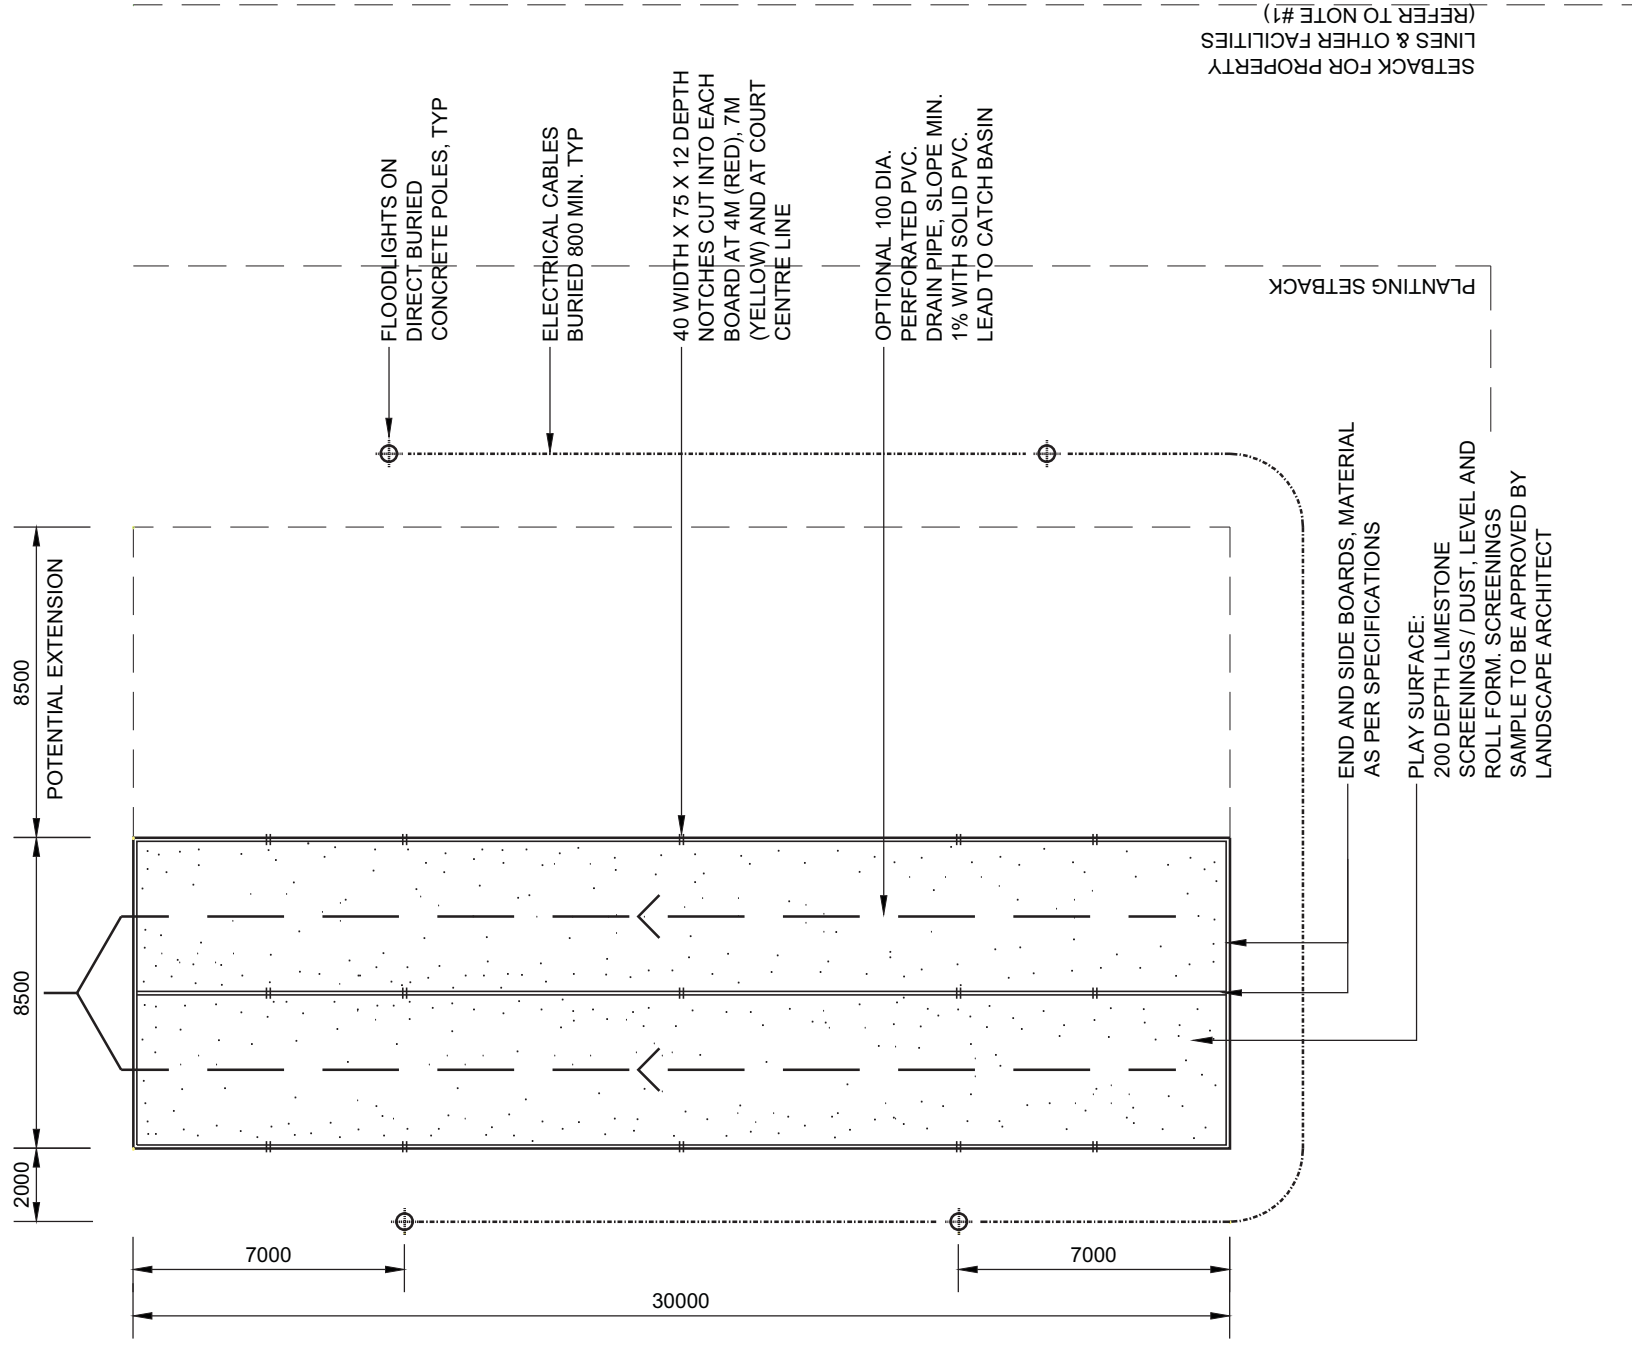 SETBACK FOR PROPERTY
LINES & OTHER FACILITIES
(REFER TO NOTE #1)
FLOODLIGHTS ON
DIRECT BURIED
CONCRETE POLES, TYP
ELECTRICAL CABLES
BURIED 800 MIN. TYP
40 WIDTH X 75 X 12 DEPTH
NOTCHES CUT INTO EACH
BOARD AT 4M (RED), 7M
(YELLOW) AND AT COURT
CENTRE LINE
OPTIONAL 100 DIA.
PERFORATED PVC.
DRAIN PIPE, SLOPE MIN.
1% WITH SOLID PVC.
LEAD TO CATCH BASIN
PLANTING SETBACK
END AND SIDE BOARDS, MATERIAL
AS PER SPECIFICATIONS
PLAY SURFACE:
200 DEPTH LIMESTONE
SCREENINGS / DUST, LEVEL AND
ROLL FORM. SCREENINGS
SAMPLE TO BE APPROVED BY
LANDSCAPE ARCHITECT
8500
POTENTIAL EXTENSION
8500
2000
7000
7000
30000